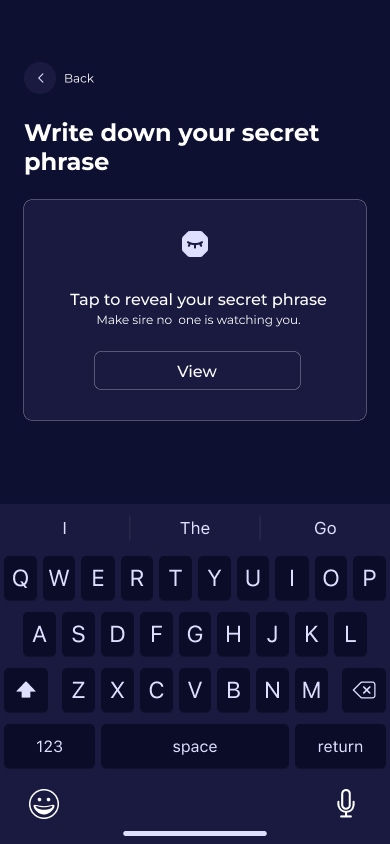 Back
Write down your secret
phrase
Tap to reveal your secret phrase
Make sire no  one is watching you.
View
I The Go
Q W E R T Y U I O P
A S D F G H J K L
Z X C V B N M
123 space return